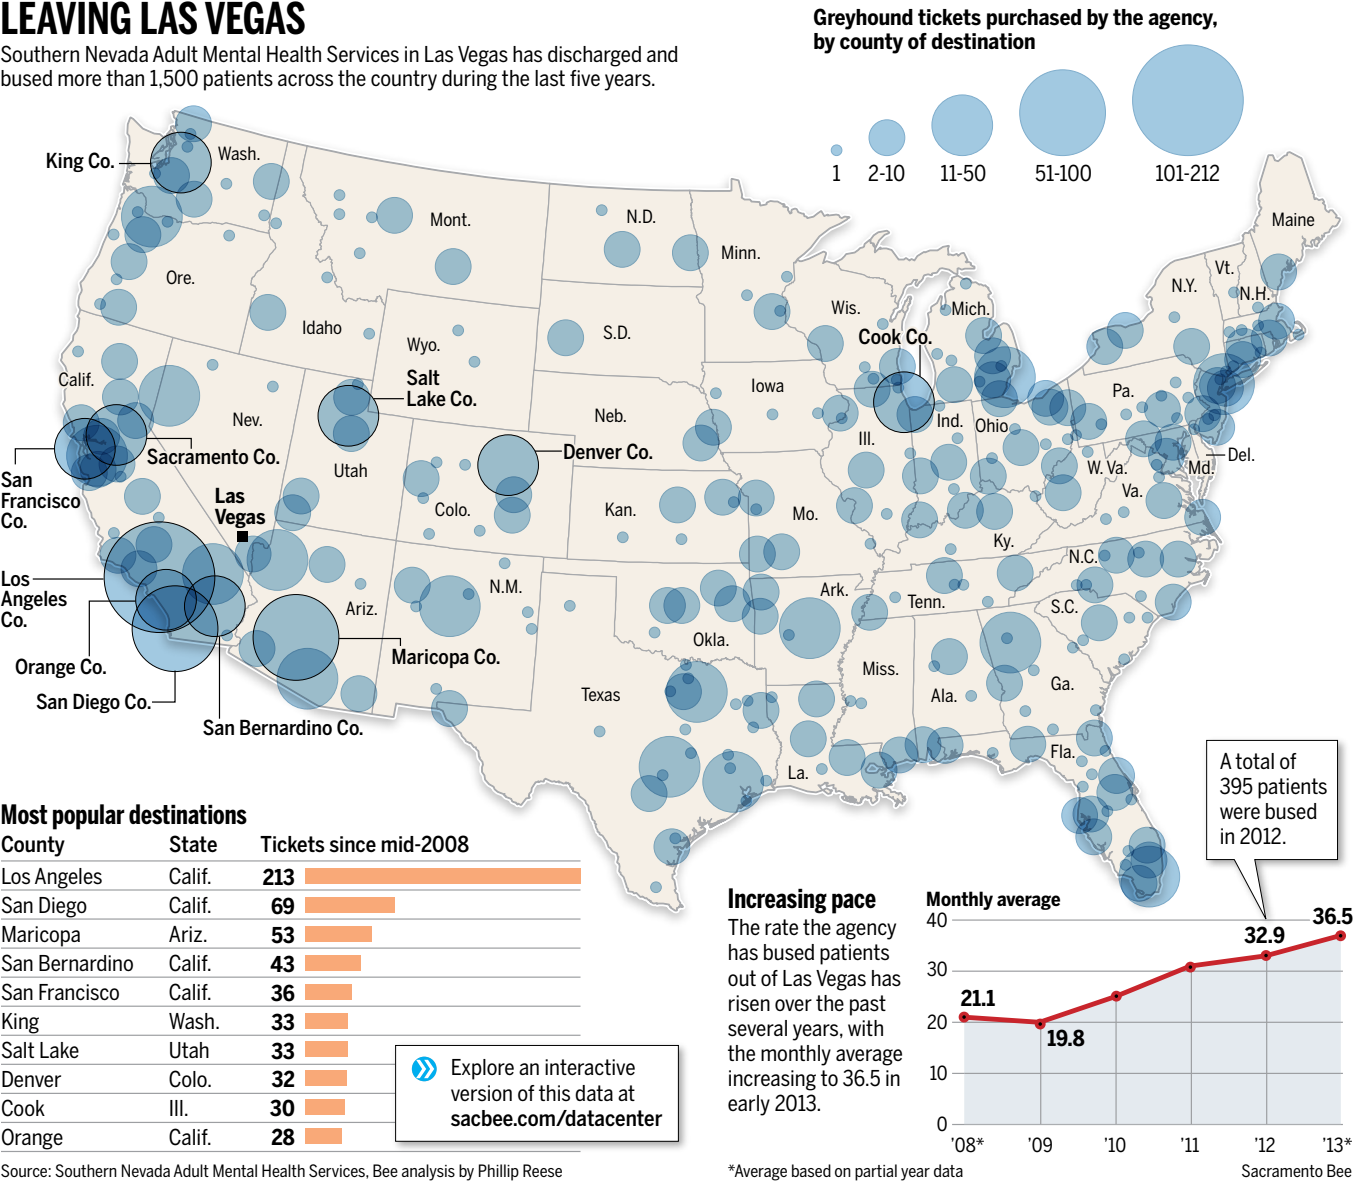 LEAVING LAS VEGAS
Southern Nevada Adult Mental Health Services in Las Vegas has discharged and
bused more than 1,500 patients across the country during the last five years.
Greyhound tickets purchased by the agency,
by county of destination
1 2-10 11-50 51-100 101-212
King Co.
Wash.
Mont.
N.D.
Minn.
Maine
Vt.
N.H.
N.Y.
Ore.
Idaho
Wyo.
S.D.
Wis.
Mich.
Cook Co.
Calif.
Nev.
Salt
Lake Co.
Neb.
Iowa
Ill.
Ind.
Ohio
Pa.
Sacramento Co.
Utah
Denver Co.
W. Va.
Md.
Del.
Va.
San
Francisco
Co.
Las
Vegas
Colo.
Kan.
Mo.
Ky.
N.C.
Los
Angeles
Co.
Ariz.
N.M.
Okla.
Ark.
Tenn.
S.C.
Orange Co.
Maricopa Co.
San Diego Co.
San Bernardino Co.
Texas
Miss.
Ala.
Ga.
La.
Fla.
Most popular destinations
County State Tickets since mid-2008
Los Angeles Calif. 213
San Diego Calif. 69
Maricopa Ariz. 53
San Bernardino Calif. 43
San Francisco Calif. 36
King Wash. 33
Salt Lake Utah 33
Denver Colo. 32
Cook Ill. 30
Orange Calif. 28
Explore an interactive
version of this data at
sacbee.com/datacenter
Source: Southern Nevada Adult Mental Health Services, Bee analysis by Phillip Reese
Increasing pace
The rate the agency
has bused patients
out of Las Vegas has
risen over the past
several years, with
the monthly average
increasing to 36.5 in
early 2013.
A total of
395 patients
were bused
in 2012.
Monthly average
40
30
20
10
0
21.1
19.8
32.9
36.5
'08* '09 '10 '11 '12 '13*
*Average based on partial year data
Sacramento Bee